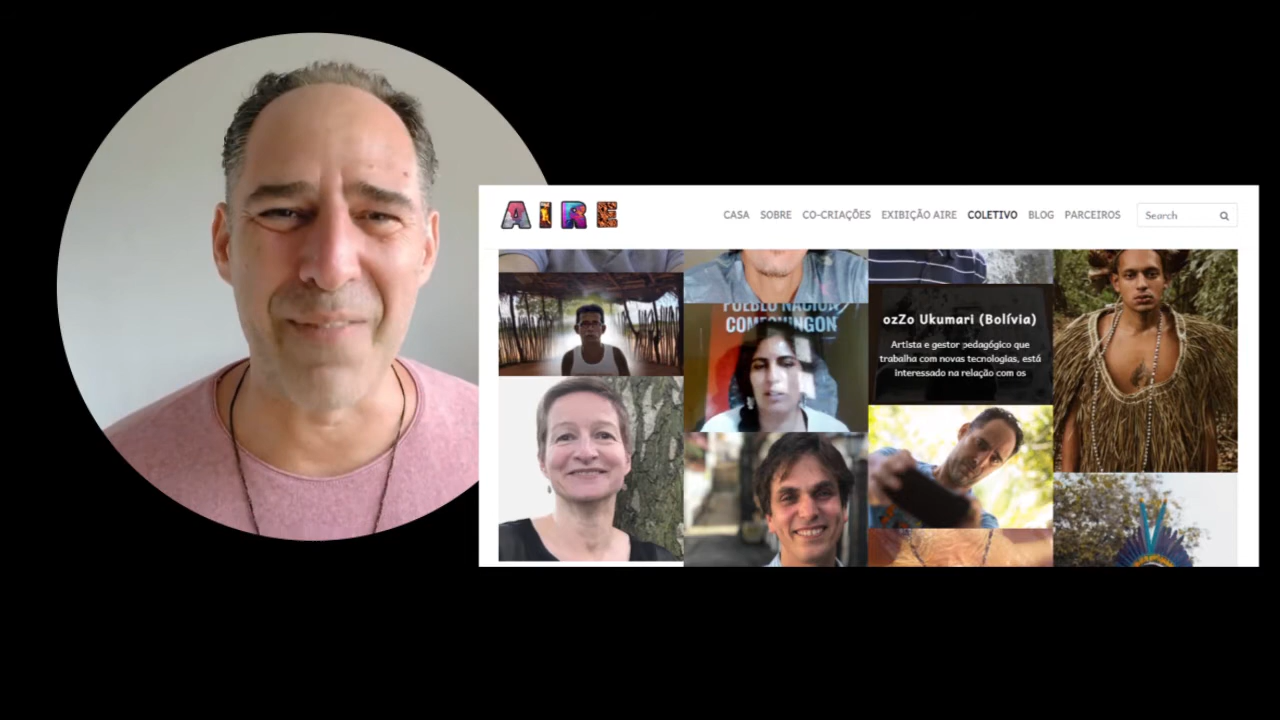 AIRE
CASA SOBRE CO-CRIAÇÕES EXIBIÇÃO AIRE COLETIVO BLOG PARCEIROS Search
PUEBLO NACIÓN
COMECHINGON
ozZo Ukumari (Bolívia)
Artista e gestor pedagógico que
trabalha com novas tecnologias, está
interessado na relação com os